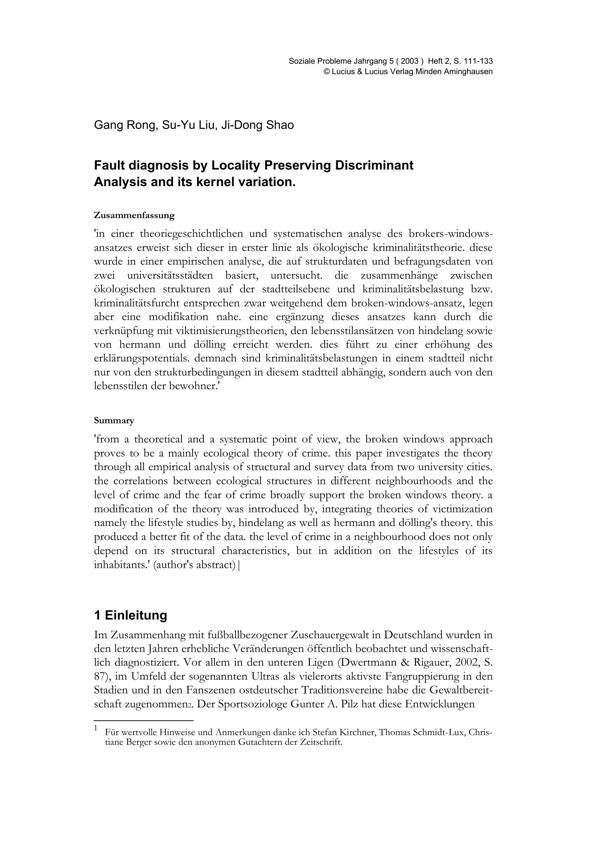 Soziale Probleme Jahrgang 5 ( 2003 ) Heft 2, S. 111-133
© Lucius & Lucius Verlag Minden Aminghausen
Gang Rong, Su-Yu Liu, Ji-Dong Shao
Fault diagnosis by Locality Preserving Discriminant
Analysis and its kernel variation.
Zusammenfassung
'in einer theoriegeschichtlichen und systematischen analyse des brokers-windows-
ansatzes erweist sich dieser in erster linie als ökologische kriminalitätstheorie. diese
wurde in einer empirischen analyse, die auf strukturdaten und befragungsdaten von
zwei universitätsstädten basiert, untersucht. die zusammenhänge zwischen
ökologischen strukturen auf der stadtteilsebene und kriminalitätsbelastung bzw.
kriminalitätsfurcht entsprechen zwar weitgehend dem broken-windows-ansatz, legen
aber eine modifikation nahe. eine ergänzung dieses ansatzes kann durch die
verknüpfung mit viktimisierungstheorien, den lebensstilansätzen von hindelang sowie
von hermann und dölling erreicht werden. dies führt zu einer erhöhung des
erklärungspotentials. demnach sind kriminalitätsbelastungen in einem stadtteil nicht
nur von den strukturbedingungen in diesem stadtteil abhängig, sondern auch von den
lebensstilen der bewohner.'
Summary
'from a theoretical and a systematic point of view, the broken windows approach
proves to be a mainly ecological theory of crime. this paper investigates the theory
through all empirical analysis of structural and survey data from two university cities.
the correlations between ecological structures in different neighbourhoods and the
level of crime and the fear of crime broadly support the broken windows theory. a
modification of the theory was introduced by, integrating theories of victimization
namely the lifestyle studies by, hindelang as well as hermann and dölling's theory. this
produced a better fit of the data. the level of crime in a neighbourhood does not only
depend on its structural characteristics, but in addition on the lifestyles of its
inhabitants.' (author's abstract)|
1 Einleitung
Im Zusammenhang mit fußballbezogener Zuschauergewalt in Deutschland wurden in
den letzten Jahren erhebliche Veränderungen öffentlich beobachtet und wissenschaft-
lich diagnostiziert. Vor allem in den unteren Ligen (Dwertmann & Rigauer, 2002, S.
87), im Umfeld der sogenannten Ultras als vielerorts aktivste Fangruppierung in den
Stadien und in den Fanszenen ostdeutscher Traditionsvereine habe die Gewaltbereit-
schaft zugenommen2. Der Sportsoziologe Gunter A. Pilz hat diese Entwicklungen
1 Für wertvolle Hinweise und Anmerkungen danke ich Stefan Kirchner, Thomas Schmidt-Lux, Chris-
tiane Berger sowie den anonymen Gutachtern der Zeitschrift.